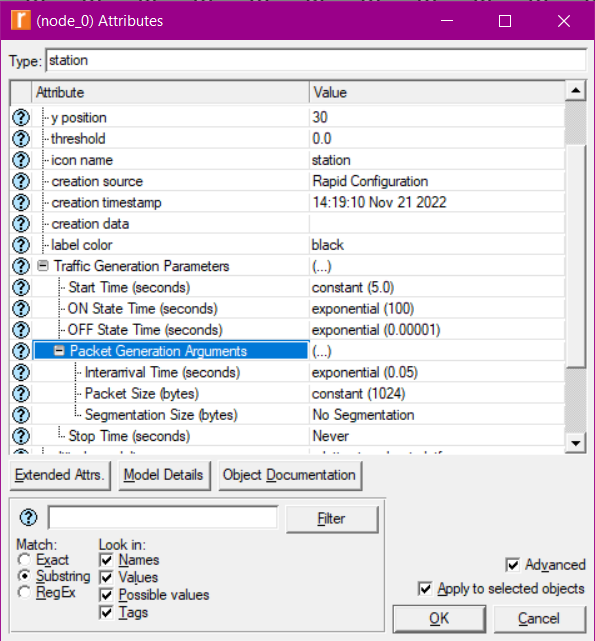 (node_0) Attributes
Type: station
Attribute Value
y position 30
threshold 0.0
icon name station
creation source Rapid Configuration
creation timestamp 14:19:10 Nov 21 2022
creation data
label color black
Traffic Generation Parameters (...)
Start Time (seconds) constant (5.0)
ON State Time (seconds) exponential (100)
OFF State Time (seconds) exponential (0.00001)
Packet Generation Arguments (...)
Interarrival Time (seconds) exponential (0.05)
Packet Size (bytes) constant (1024)
Segmentation Size (bytes) No Segmentation
Stop Time (seconds) Never
Extended Attrs. Model Details Object Documentation
Filter
Match: Look in:
Exact Names
Substring Values
RegEx Possible values
Tags
Advanced
Apply to selected objects
OK Cancel